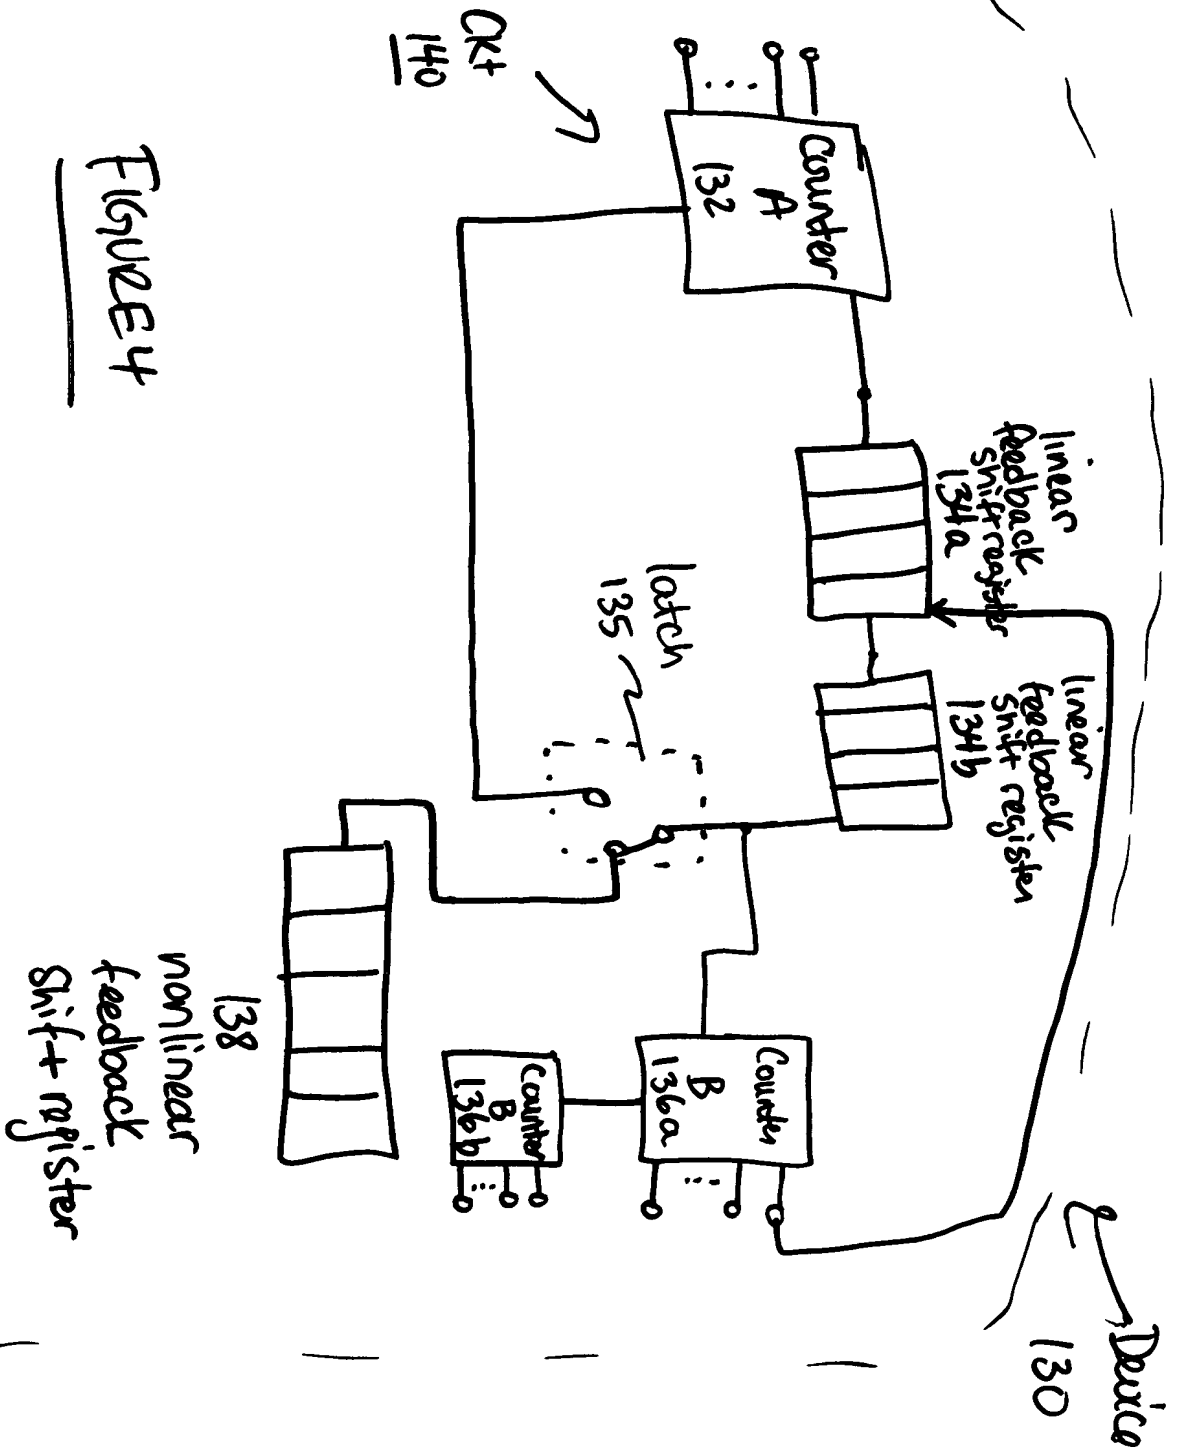 Device
130
linear
feedback
shift register
134a
linear
feedback
shift register
134b
Counter
A
132
Counter
B
136a
latch
135
Counter
B
136b
Ckt
140
138
nonlinear
feedback
Shift register
FIGURE 4